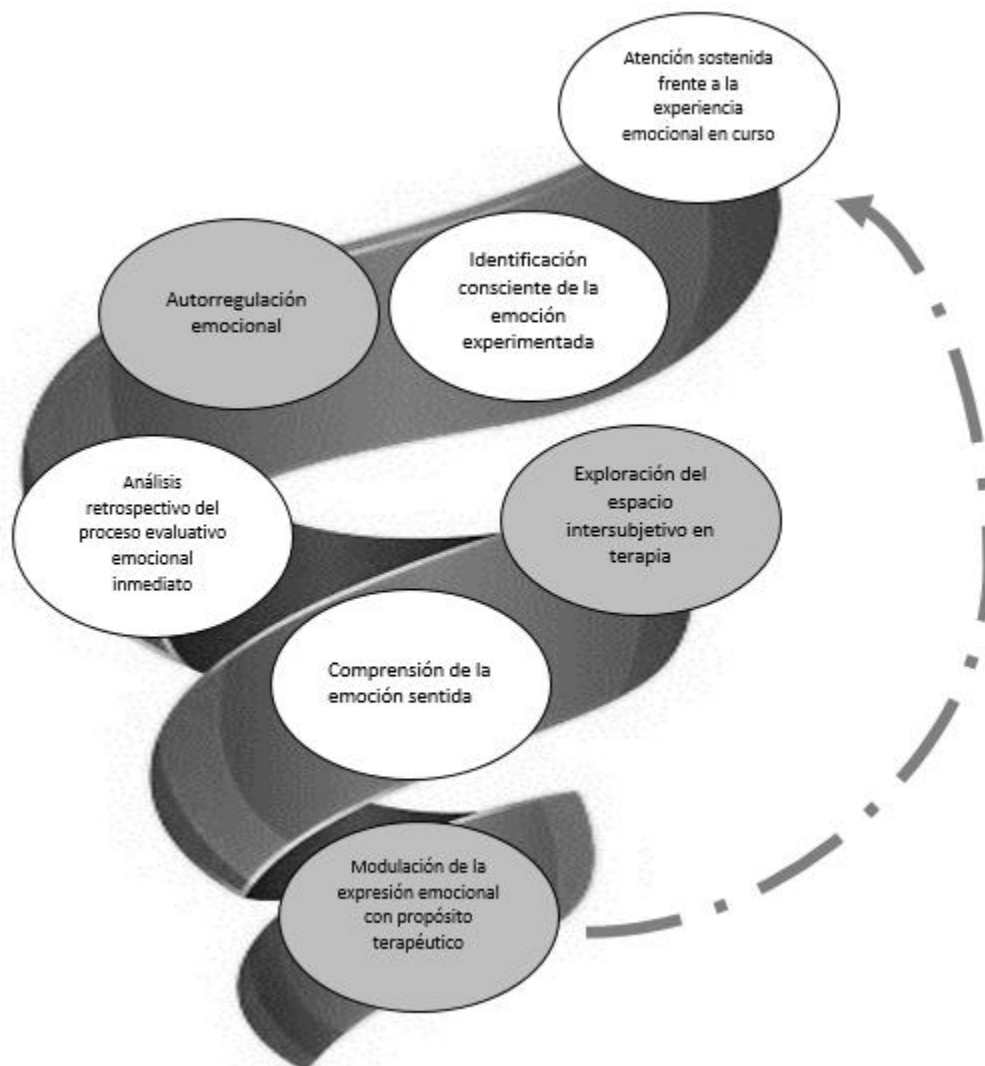 Atención sostenida
frente a la
experiencia
emocional en curso
Identificación
consciente de la
emoción
experimentada
Autorregulación
emocional
Análisis
retrospectivo del
proceso evaluativo
emocional
inmediato
Exploración del
espacio
intersubjetivo en
terapia
Comprensión de la
emoción sentida
Modulación de la
expresión emocional
con propósito
terapéutico